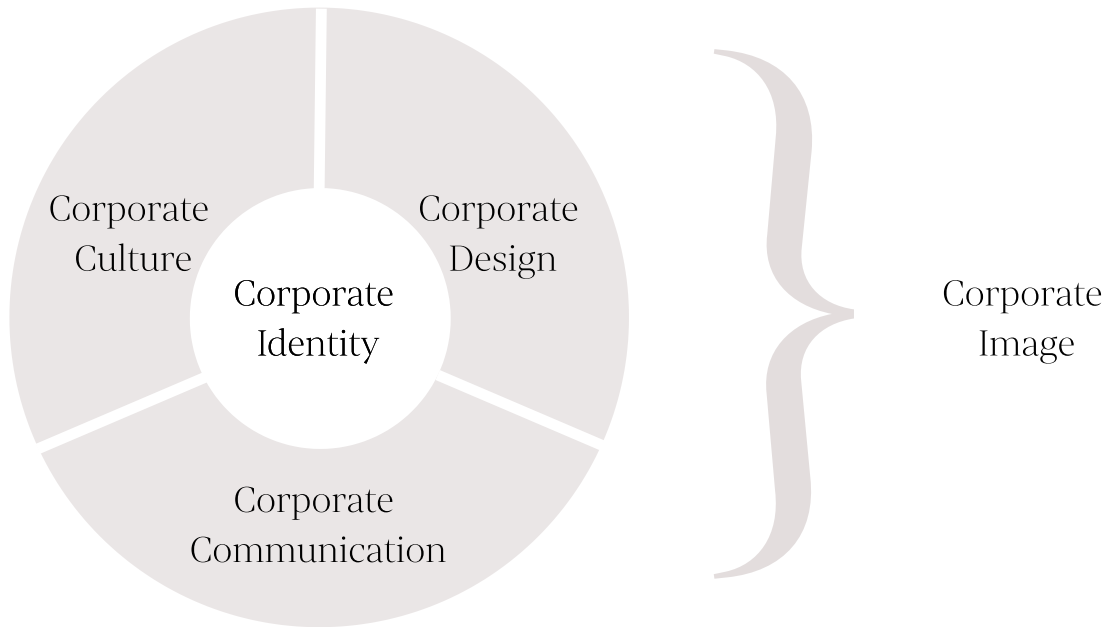 Corporate
Culture
Corporate
Design
Corporate
Identity
Corporate
Communication
Corporate
Image